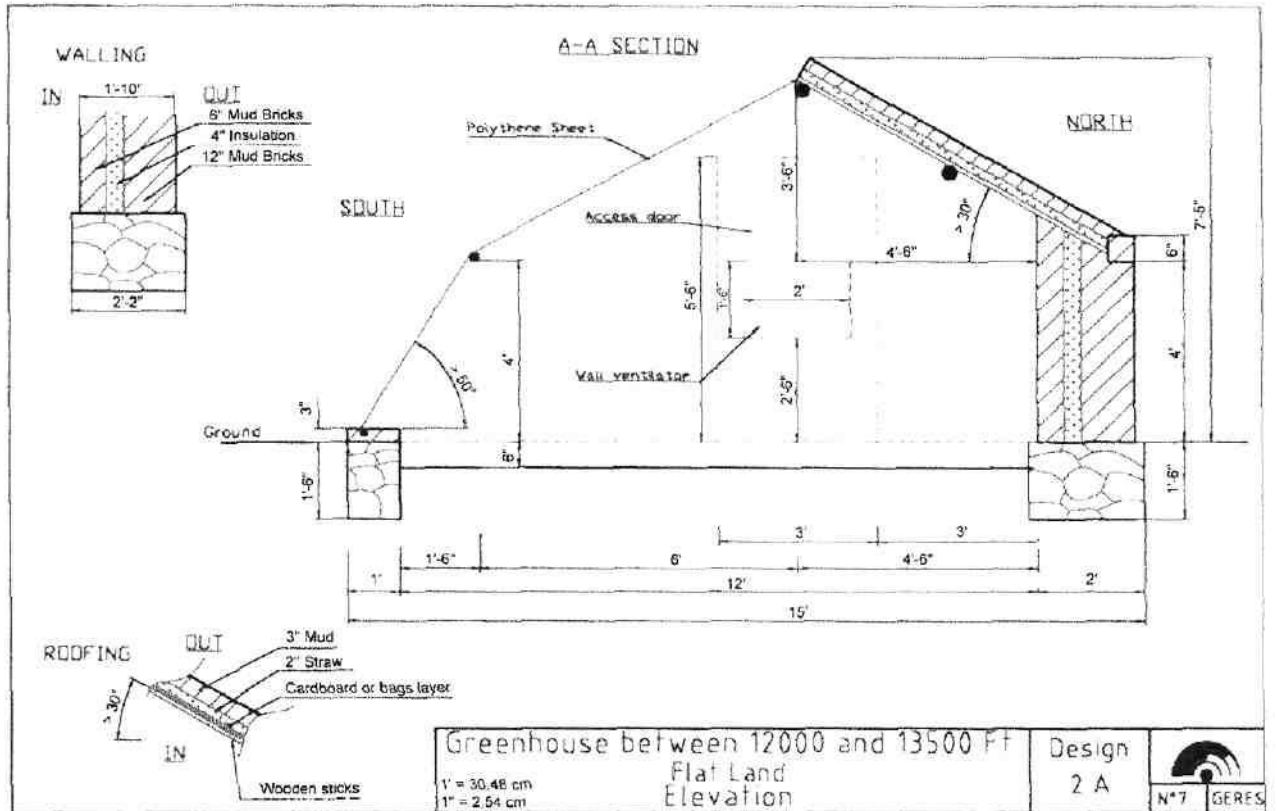 A-A SECTION
WALLING
IN
1'-10"
OUT
6" Mud Bricks
4" Insulation
12" Mud Bricks
2'-2"
SOUTH
NORTH
Polythene Sheet
Access door
Wall ventilator
3'-6"
> 30°
4'-6"
7'-5"
6"
5'-6"
1'-6"
2'
4'
4'
2'-6"
3"
Ground
1'-6"
1'-6"
3'
3'
1'-6"
6'
4'-6"
1'
12'
2'
15'
ROOFING
OUT
3" Mud
2" Straw
Cardboard or bags layer
> 30°
IN
Wooden sticks
Greenhouse between 12000 and 13500 Ft
Flat Land
Elevation
1' = 30,48 cm
1" = 2,54 cm
Design
2 A
N°7
GERES